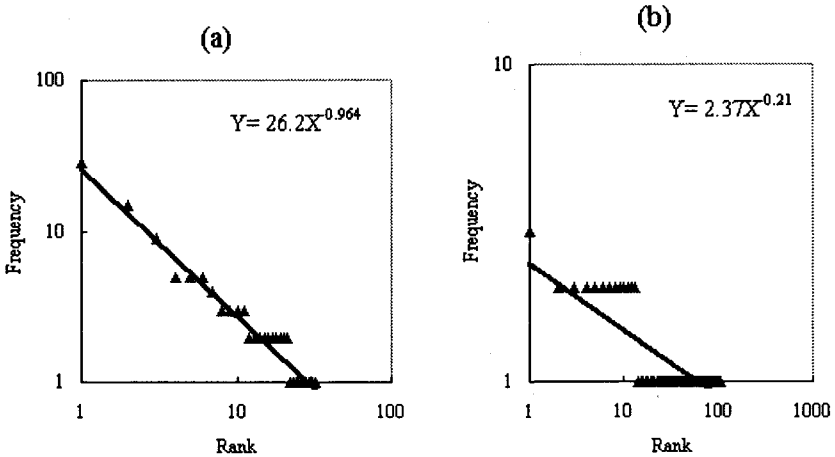 (a)
Y= 26.2X^-0.964
100
10
1
Frequency
1 10 100
Rank
(b)
Y= 2.37X^-0.21
10
1
Frequency
1 10 100 1000
Rank